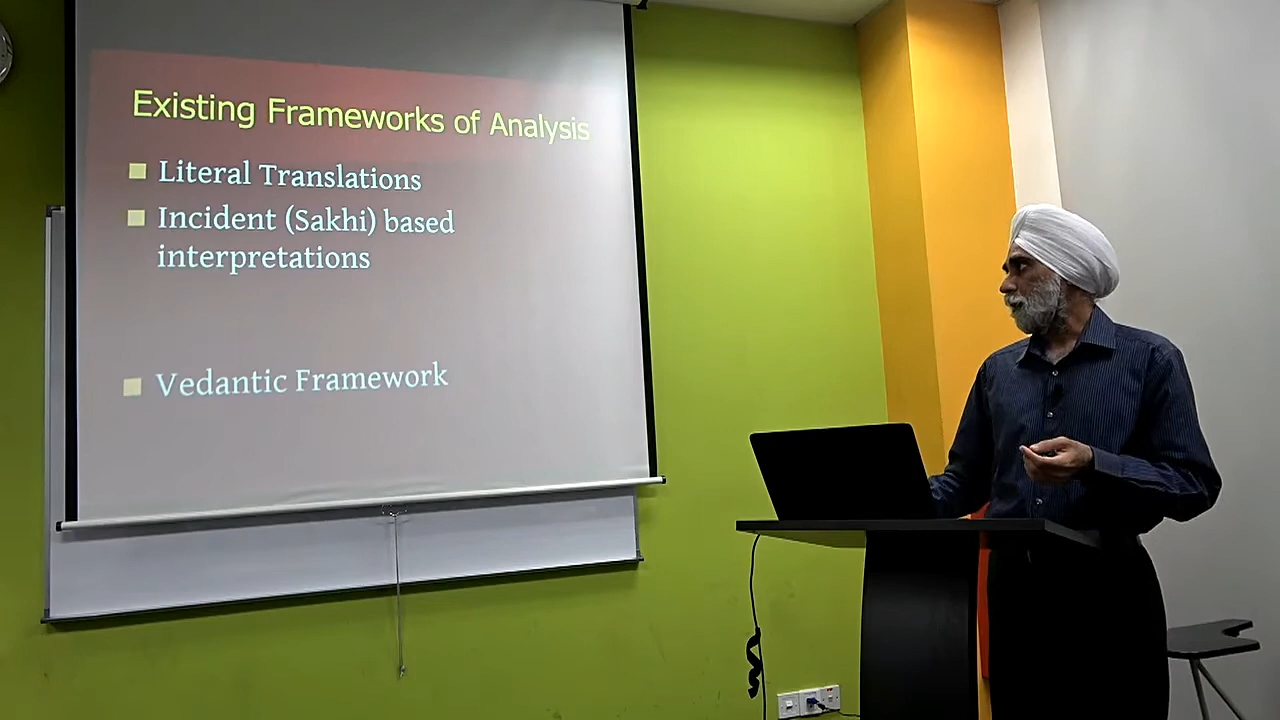 Existing Frameworks of Analysis
Literal Translations
Incident (Sakhi) based
interpretations
Vedantic Framework